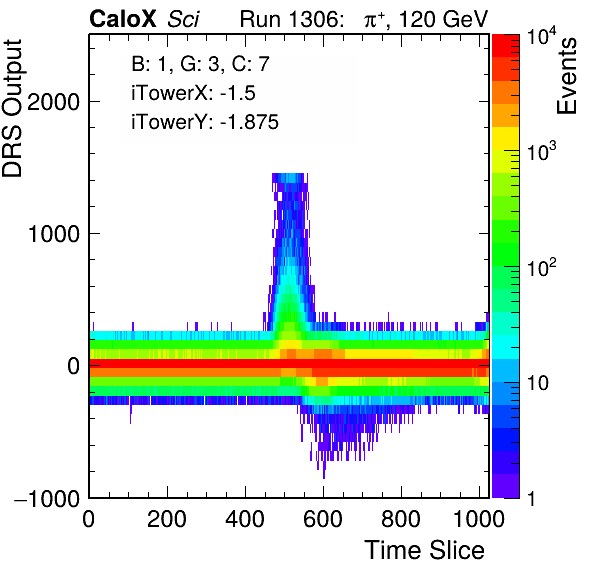 CaloX Sci Run 1306: π⁺, 120 GeV
B: 1, G: 3, C: 7
iTowerX: -1.5
iTowerY: -1.875
DRS Output
2000
1000
0
−1000
0 200 400 600 800 1000
Time Slice
Events
10⁴
10³
10²
10
1